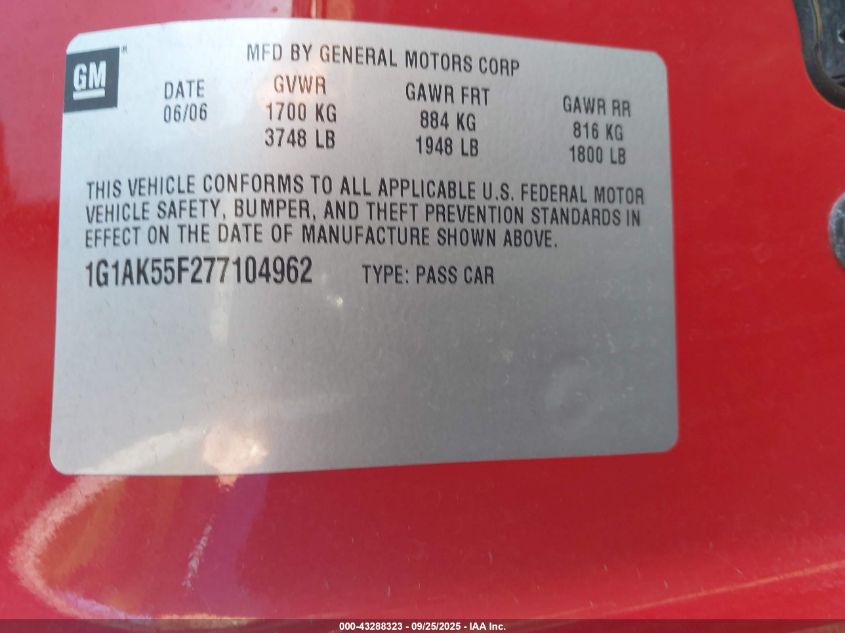 GM
MFD BY GENERAL MOTORS CORP
DATE GVWR GAWR FRT GAWR RR
06/06 1700 KG 884 KG 816 KG
3748 LB 1948 LB 1800 LB
THIS VEHICLE CONFORMS TO ALL APPLICABLE U.S. FEDERAL MOTOR
VEHICLE SAFETY, BUMPER, AND THEFT PREVENTION STANDARDS IN
EFFECT ON THE DATE OF MANUFACTURE SHOWN ABOVE.
1G1AK55F277104962 TYPE: PASS CAR
000-43288323 - 09/25/2025 - IAA Inc.